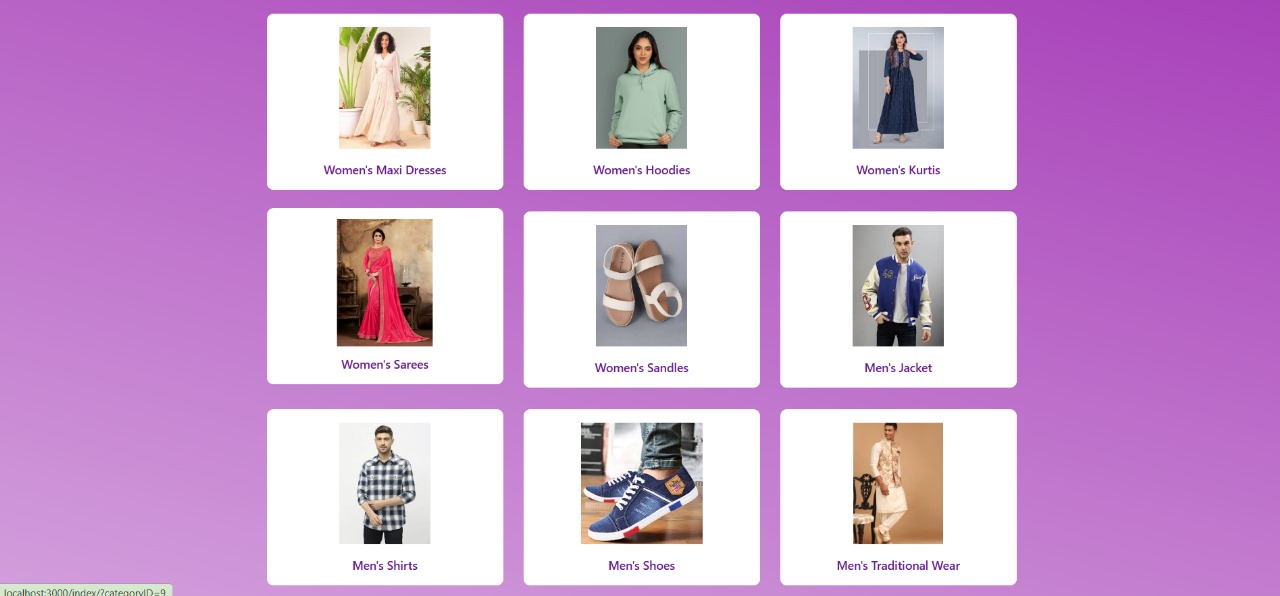 Women's Maxi Dresses
Women's Hoodies
Women's Kurtis
Women's Sarees
Women's Sandles
Men's Jacket
Men's Shirts
Men's Shoes
Men's Traditional Wear
localhost:3000/index/?categoryID=9